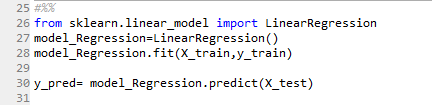 25 #%%
26 from sklearn.linear_model import LinearRegression
27 model_Regression=LinearRegression()
28 model_Regression.fit(X_train,y_train)
29
30 y_pred= model_Regression.predict(X_test)
31